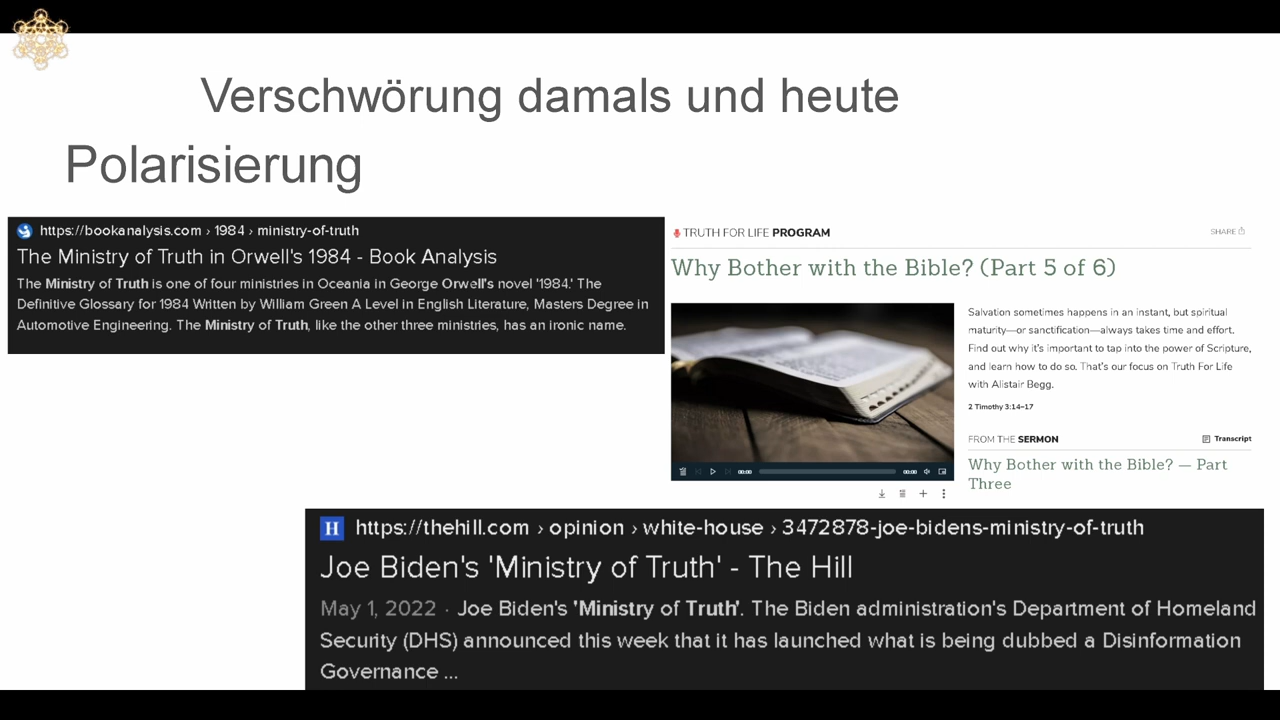 Verschwörung damals und heute
Polarisierung
https://bookanalysis.com › 1984 › ministry-of-truth
The Ministry of Truth in Orwell's 1984 - Book Analysis
The Ministry of Truth is one of four ministries in Oceania in George Orwell's novel '1984.' The
Definitive Glossary for 1984 Written by William Green A Level in English Literature, Masters Degree in
Automotive Engineering. The Ministry of Truth, like the other three ministries, has an ironic name.
TRUTH FOR LIFE PROGRAM
SHARE
Why Bother with the Bible? (Part 5 of 6)
Salvation sometimes happens in an instant, but spiritual
maturity—or sanctification—always takes time and effort.
Find out why it's important to tap into the power of Scripture,
and learn how to do so. That's our focus on Truth For Life
with Alistair Begg.
2 Timothy 3:14–17
FROM THE SERMON
Transcript
Why Bother with the Bible? — Part
Three
00:00
00:00
H
https://thehill.com › opinion › white-house › 3472878-joe-bidens-ministry-of-truth
Joe Biden's 'Ministry of Truth' - The Hill
May 1, 2022 · Joe Biden's 'Ministry of Truth'. The Biden administration's Department of Homeland
Security (DHS) announced this week that it has launched what is being dubbed a Disinformation
Governance ...